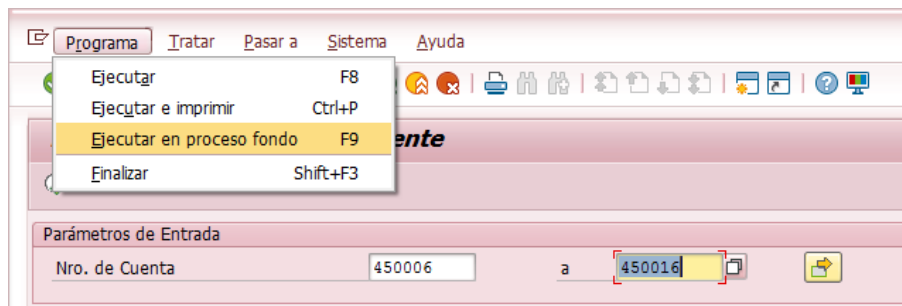 Programa Tratar Pasar a Sistema Ayuda
Ejecutar F8
Ejecutar e imprimir Ctrl+P
Ejecutar en proceso fondo F9
ente
Finalizar Shift+F3
Parámetros de Entrada
Nro. de Cuenta 450006 a 450016